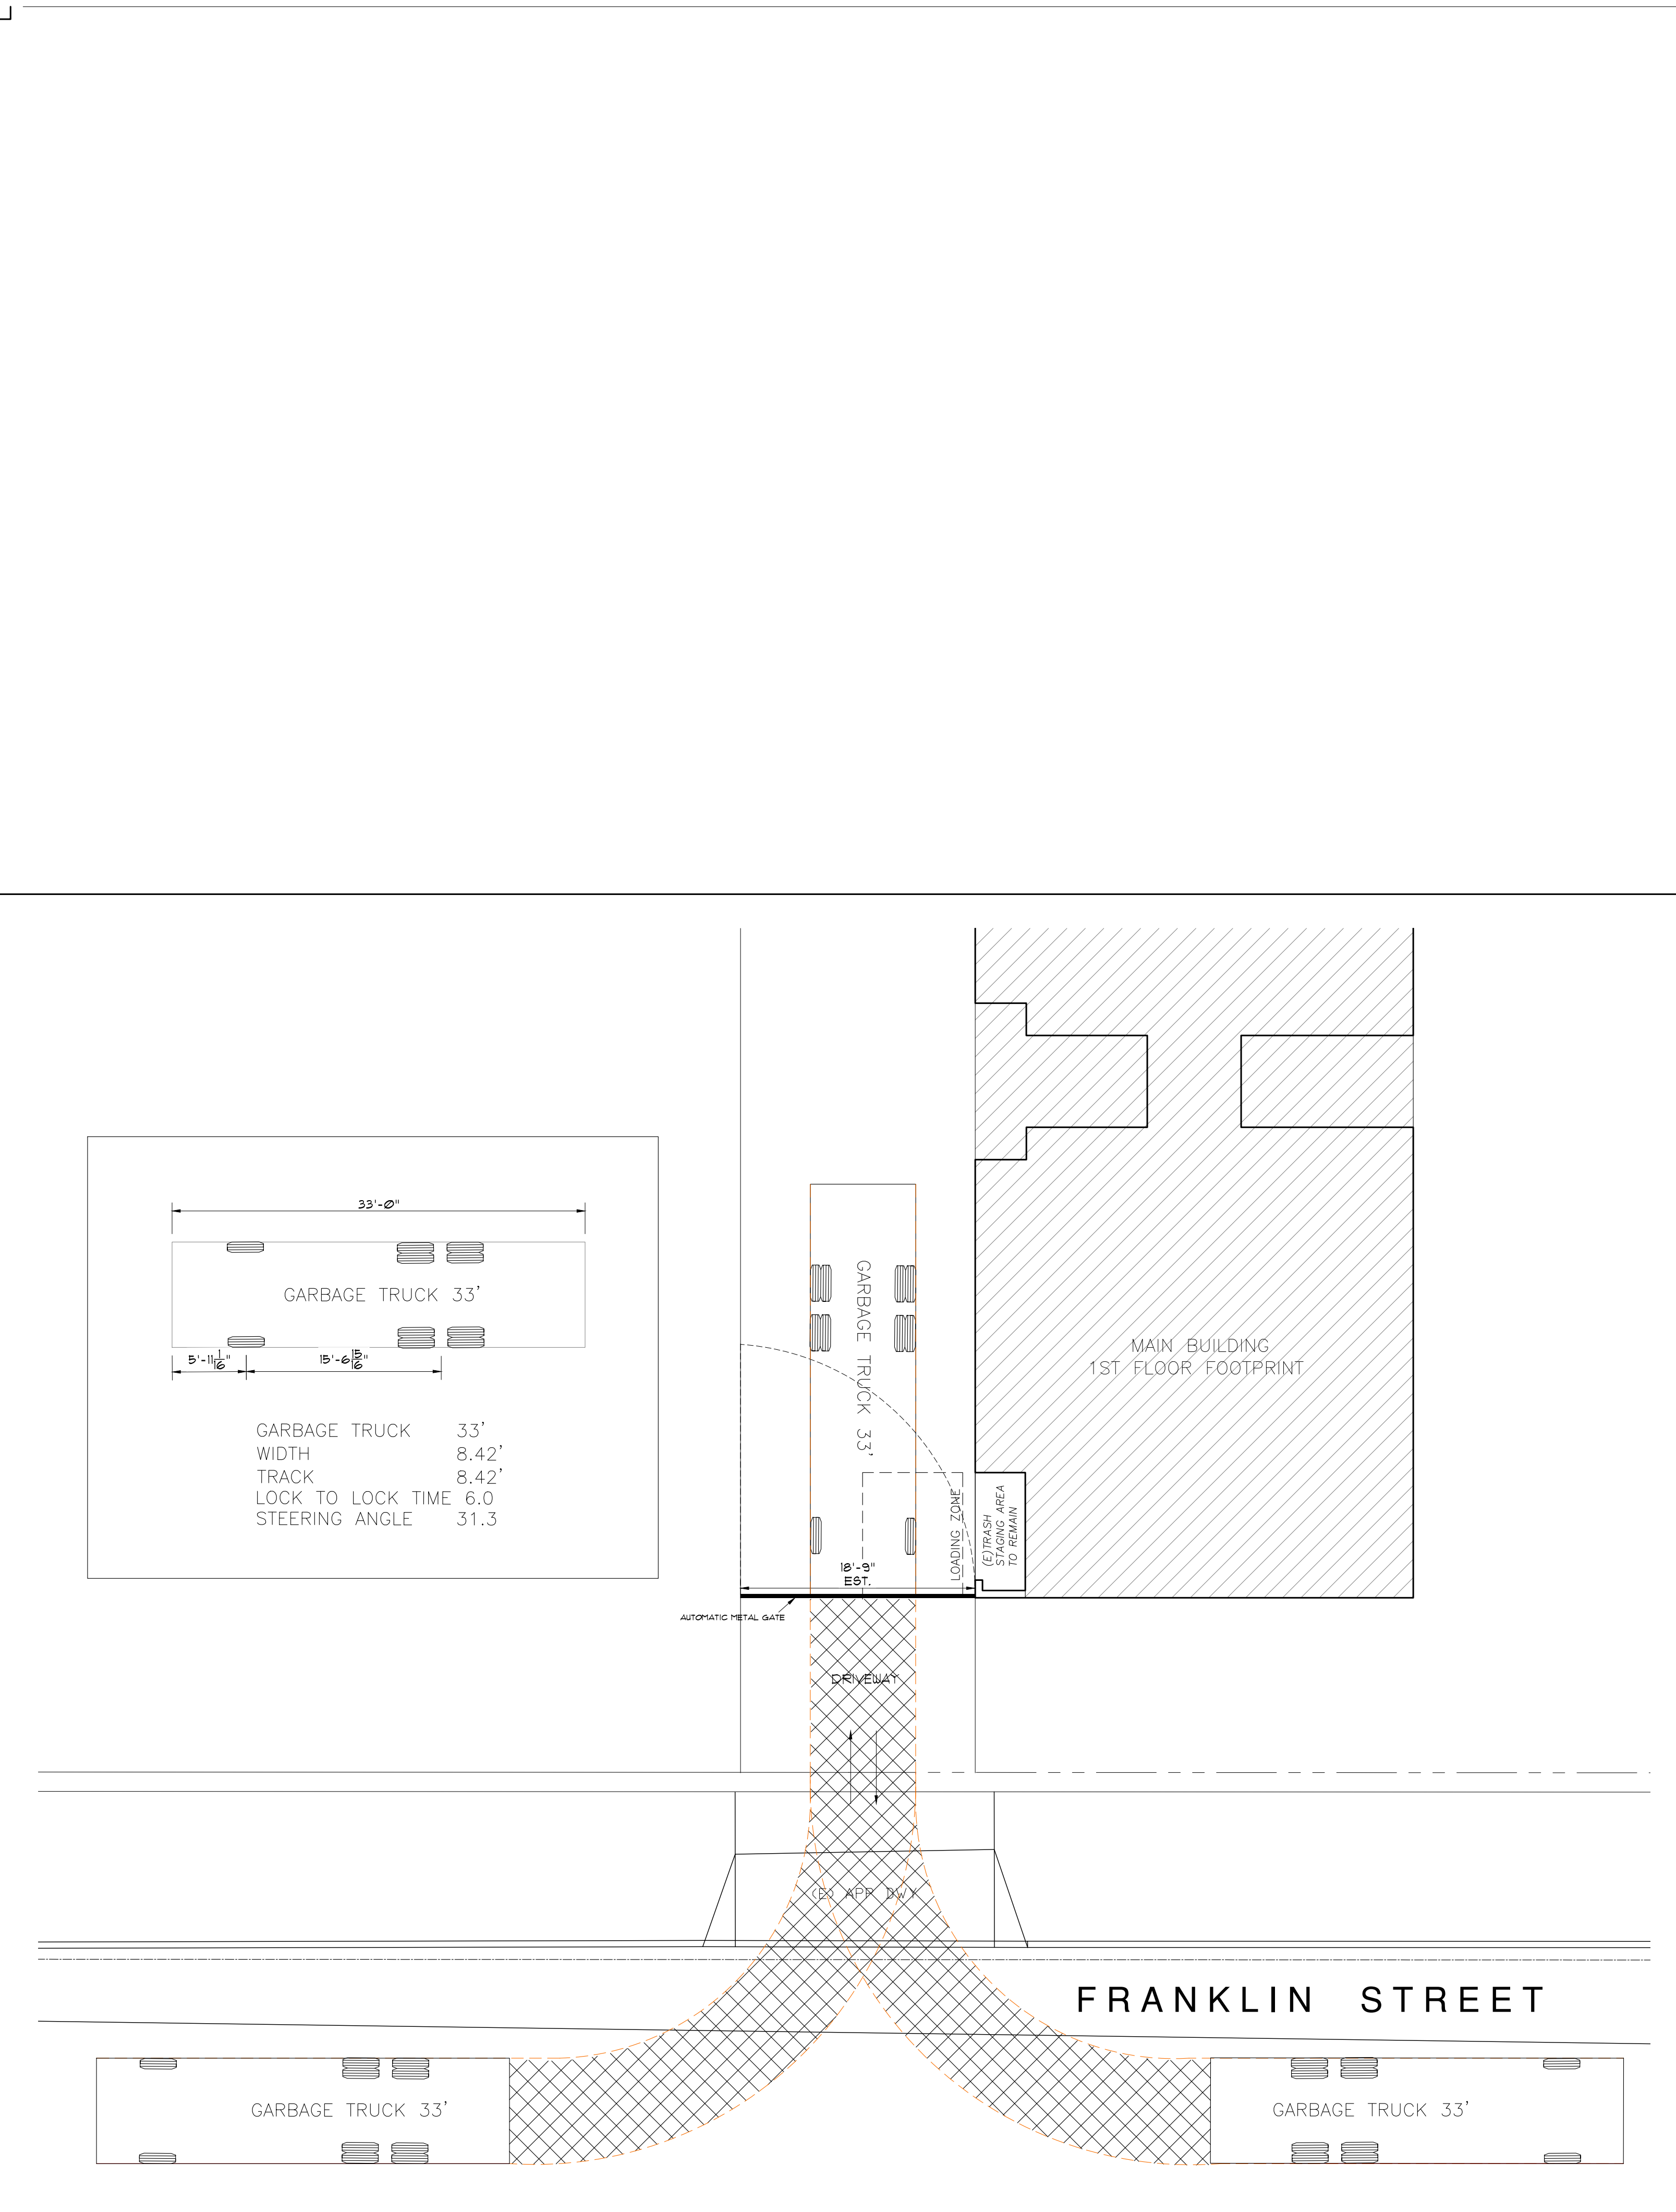 33'-0"
GARBAGE TRUCK 33'
5'-11 1/16"
15'-6 15/16"
GARBAGE TRUCK 33'
WIDTH 8.42'
TRACK 8.42'
LOCK TO LOCK TIME 6.0
STEERING ANGLE 31.3
GARBAGE TRUCK 33'
MAIN BUILDING
1ST FLOOR FOOTPRINT
LOADING ZONE
(E)TRASH
STAGING AREA
TO REMAIN
18'-9"
EST.
AUTOMATIC METAL GATE
DRIVEWAY
(E) APP DWY
FRANKLIN STREET
GARBAGE TRUCK 33'
GARBAGE TRUCK 33'